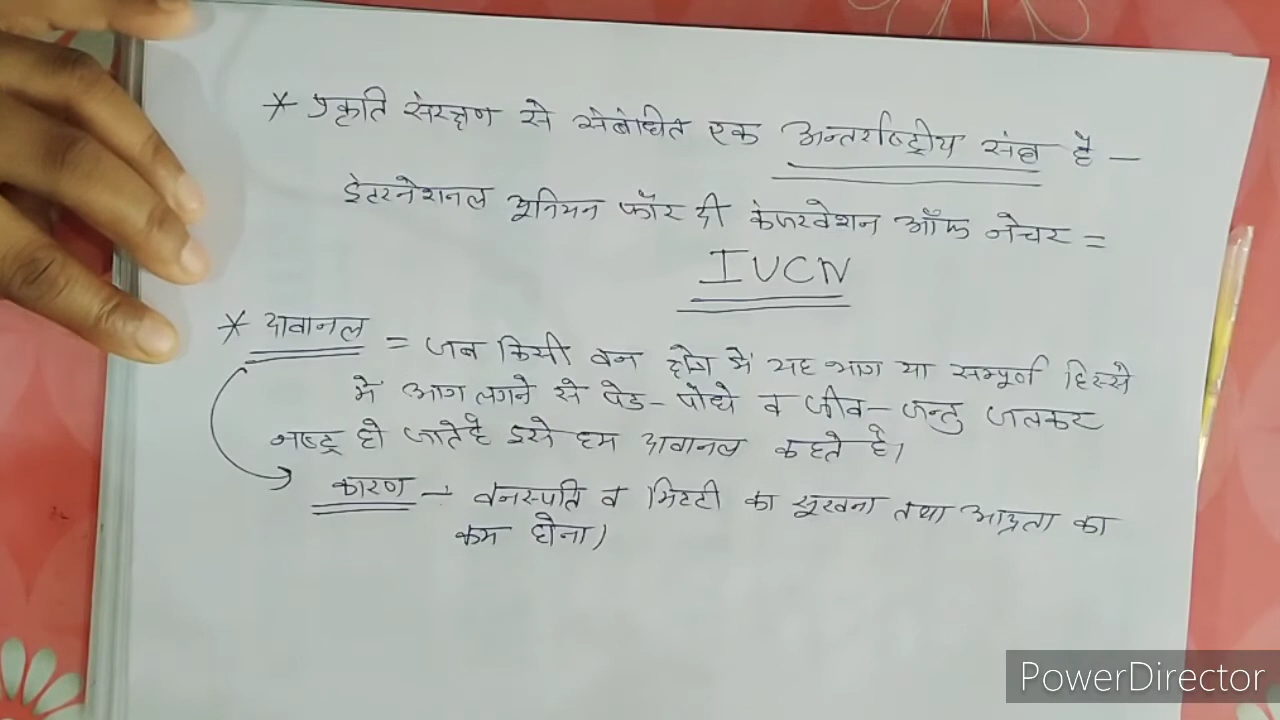 * प्रकृति संरक्षण से संबंधित एक अन्तर्राष्ट्रीय संघ है –
इंटरनेशनल यूनियन फॉर दी कंजरवेशन ऑफ नेचर =
IUCN
* दावानल = जब किसी वन क्षेत्र में यह भाग या सम्पूर्ण हिस्से
में आग लगने से पेड-पौधे व जीव-जन्तु जलकर
नष्ट हो जाते है इसे हम दावानल कहते है।
कारण – वनस्पति व मिटटी का सूखना तथा आद्रता का
कम होना।
PowerDirector